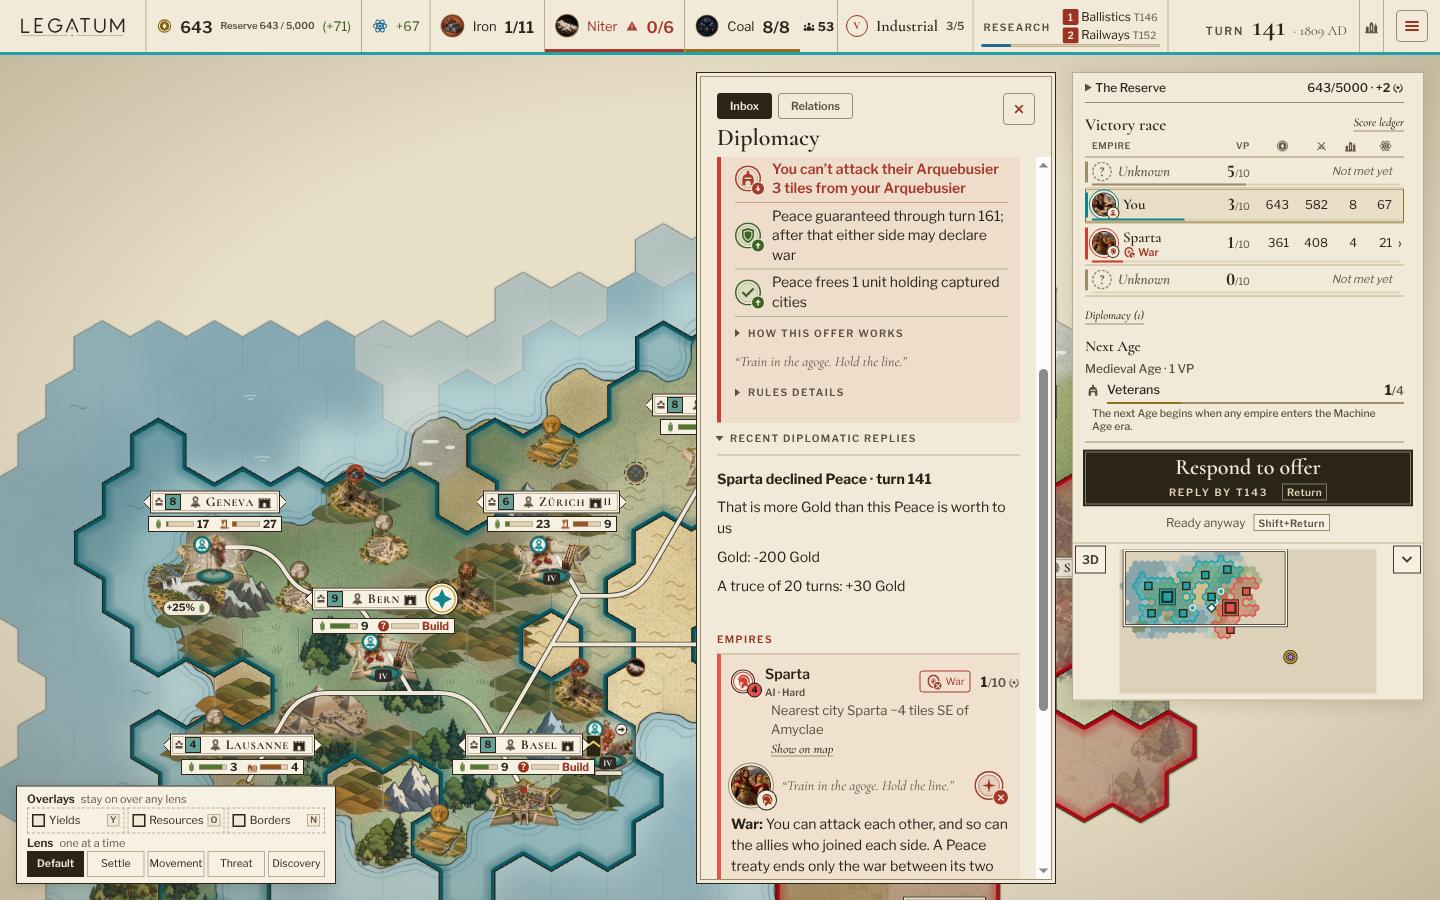 LEGATUM
643 Reserve 643 / 5,000 (+71)
+67
Iron 1/11
Niter 0/6
Coal 8/8
53
V Industrial 3/5
RESEARCH
1 Ballistics T146
2 Railways T152
TURN 141 · 1809 AD
Inbox
Relations
Diplomacy
You can't attack their Arquebusier
3 tiles from your Arquebusier
Peace guaranteed through turn 161;
after that either side may declare
war
Peace frees 1 unit holding captured
cities
HOW THIS OFFER WORKS
“Train in the agoge. Hold the line.”
RULES DETAILS
RECENT DIPLOMATIC REPLIES
Sparta declined Peace · turn 141
That is more Gold than this Peace is worth to
us
Gold: -200 Gold
A truce of 20 turns: +30 Gold
EMPIRES
4
Sparta
AI · Hard
War
1/10
Nearest city Sparta ~4 tiles SE of
Amyclae
Show on map
“Train in the agoge. Hold the line.”
War: You can attack each other, and so can
the allies who joined each side. A Peace
treaty ends only the war between its two
The Reserve 643/5000 · +2
Victory race
Score ledger
EMPIRE VP
? Unknown 5/10 Not met yet
You 3/10 643 582 8 67
Sparta 1/10 361 408 4 21 ›
War
? Unknown 0/10 Not met yet
Diplomacy (1)
Next Age
Medieval Age · 1 VP
Veterans 1/4
The next Age begins when any empire enters the Machine
Age era.
Respond to offer
REPLY BY T143 Return
Ready anyway Shift+Return
3D
8
8 GENEVA
17 27
6 ZÜRICH II
23 9
IV
+25%
9 BERN
9 ? Build
IV
4 LAUSANNE
3 4
8 BASEL
9 ? Build
IV
S
Overlays stay on over any lens
Yields Y
Resources O
Borders N
Lens one at a time
Default
Settle
Movement
Threat
Discovery